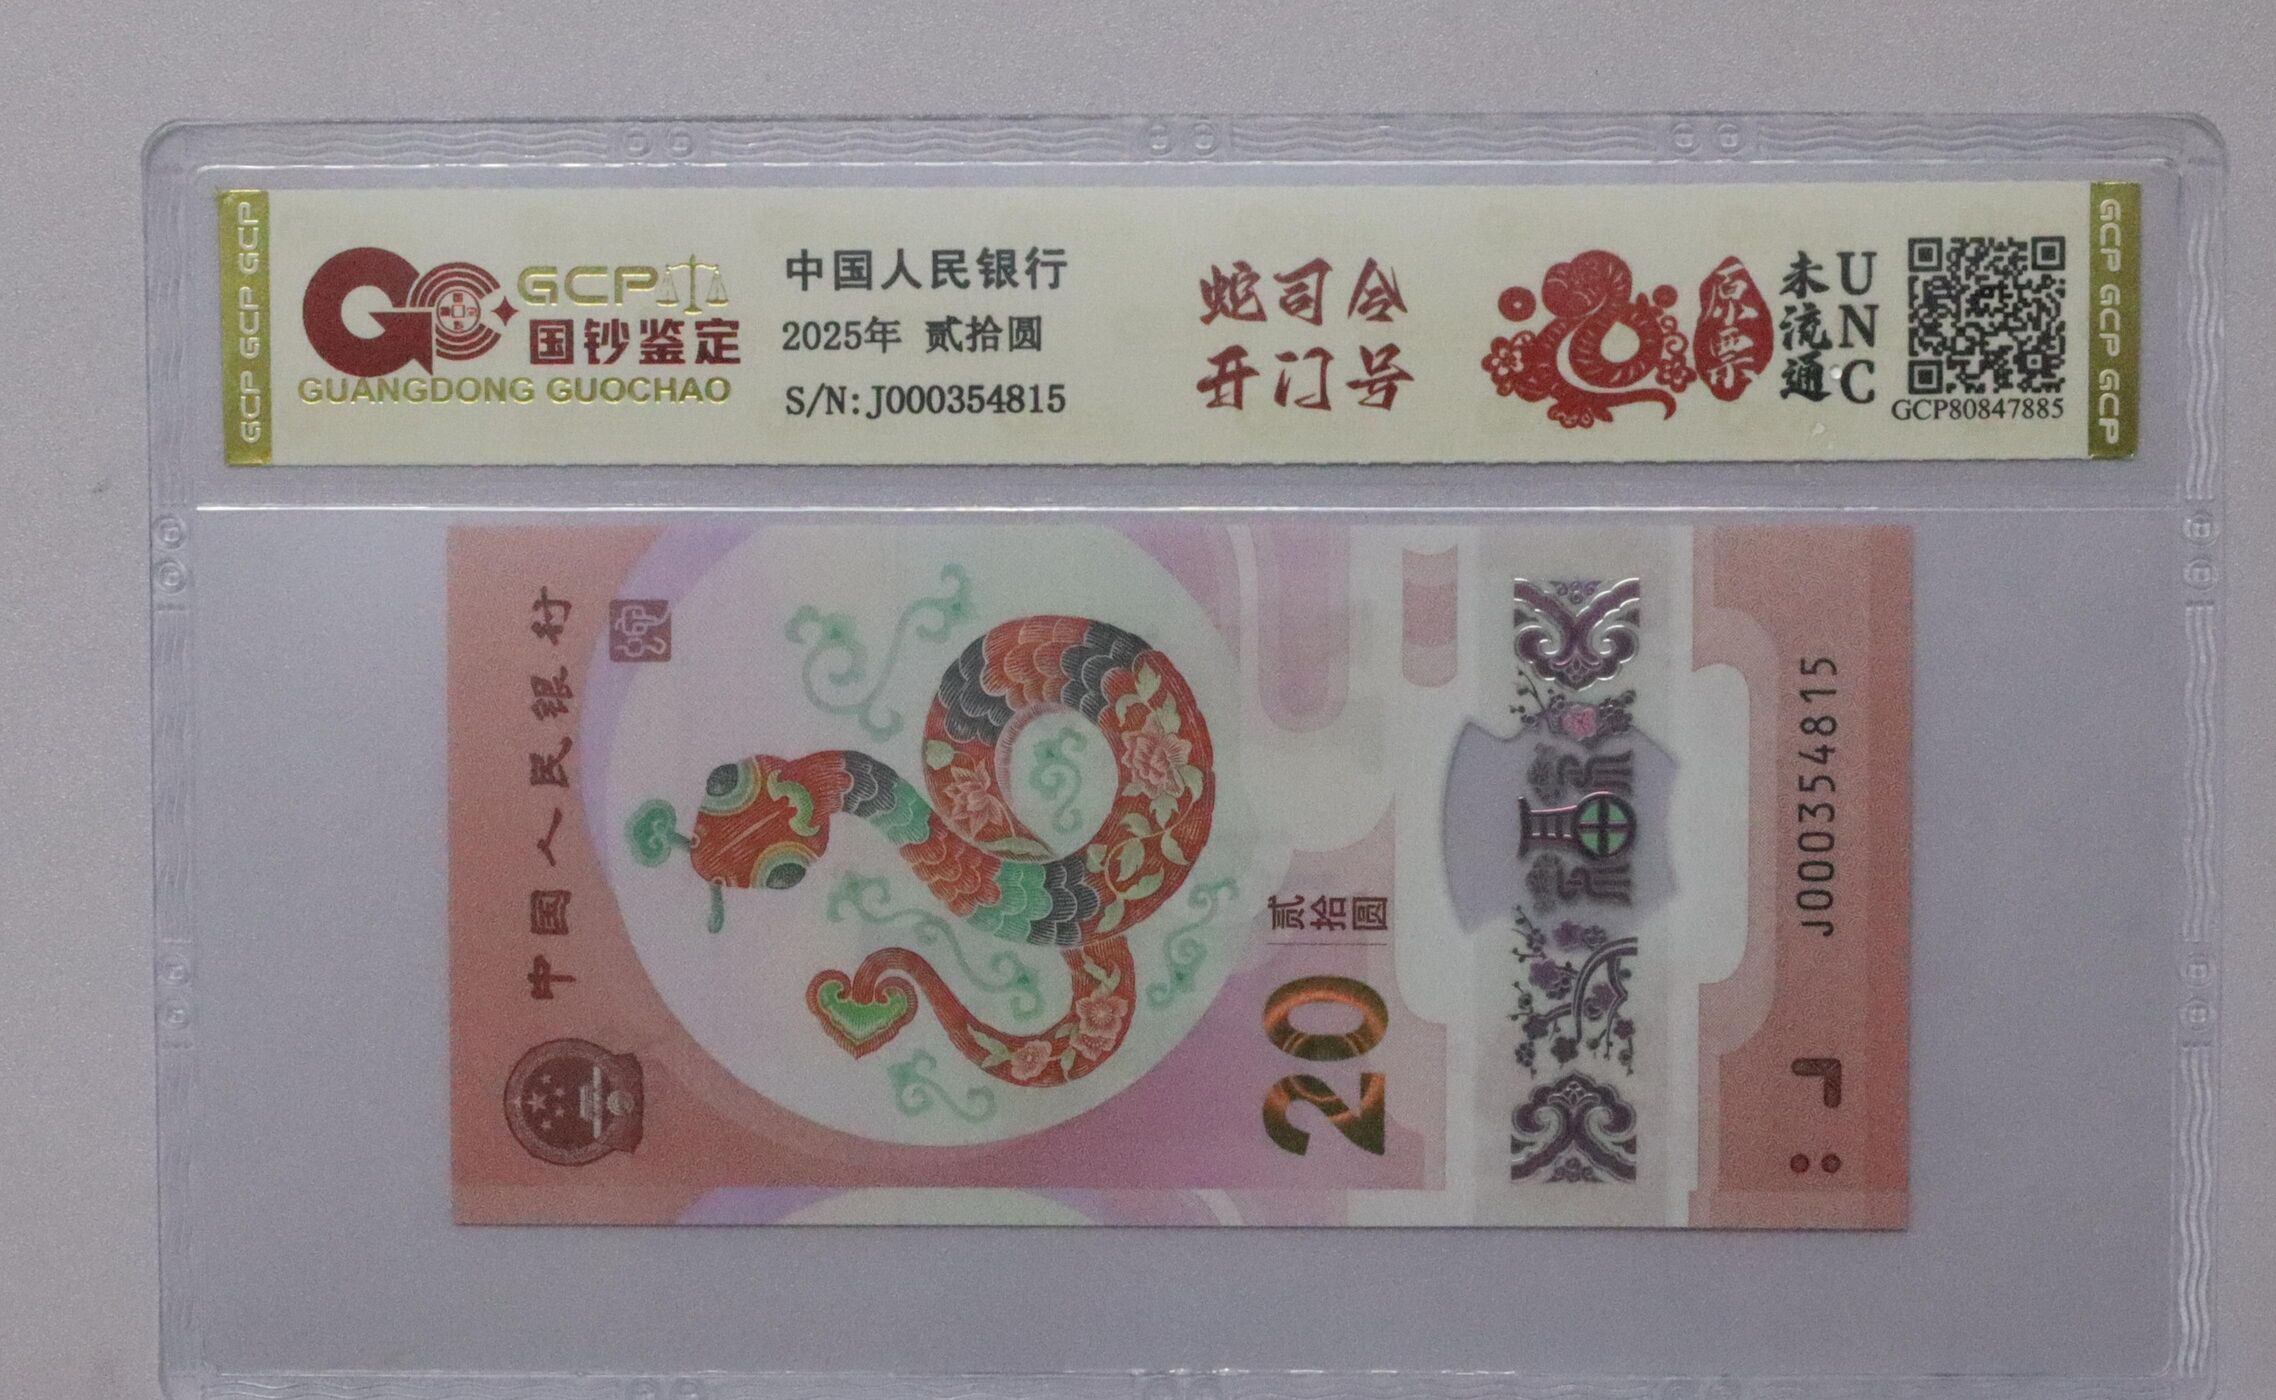 GCP GCP GCP
GCP
国钞鉴定
GUANGDONG GUOCHAO
中国人民银行
2025年 贰拾圆
S/N:J000354815
蛇司令
开门号
原票
未流通
UNC
GCP80847885
GCP GCP GCP
中国人民银行
贰拾圆
20
福
J000354815